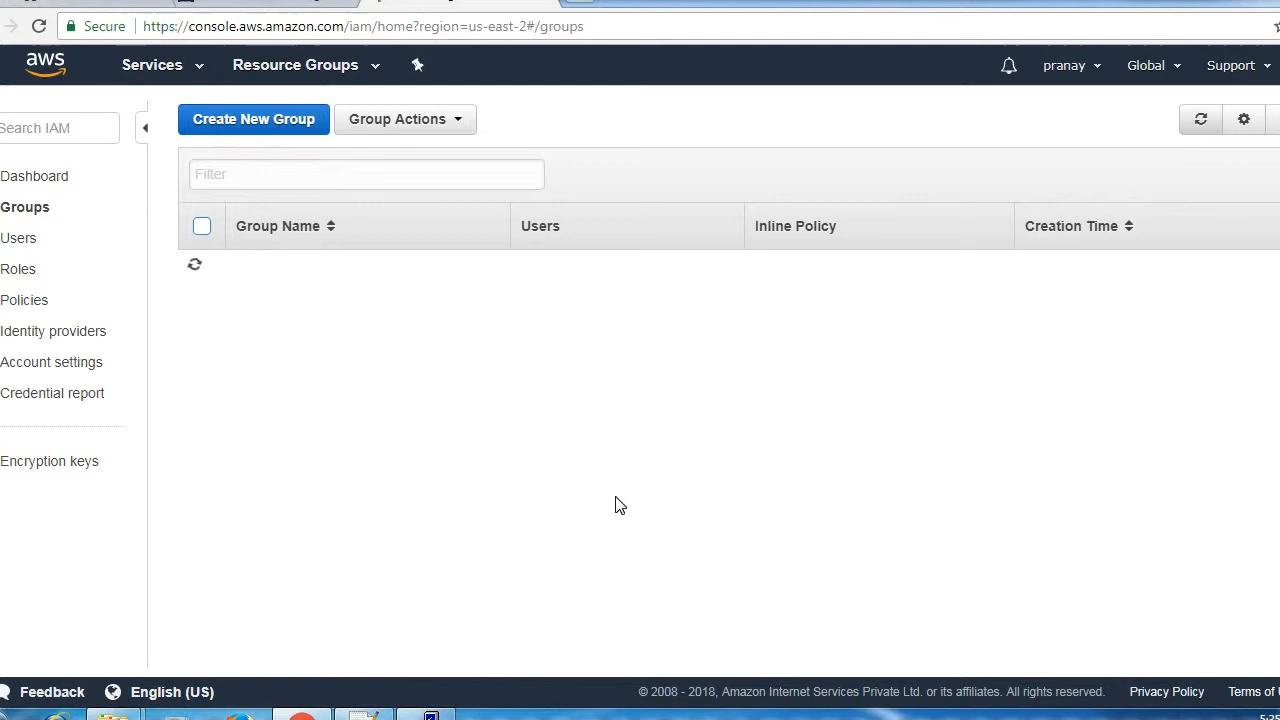 Secure
https://console.aws.amazon.com/iam/home?region=us-east-2#/groups
aws
Services
Resource Groups
pranay
Global
Support
Search IAM
Create New Group
Group Actions
Filter
Dashboard
Groups
Users
Roles
Policies
Identity providers
Account settings
Credential report
Encryption keys
Group Name
Users
Inline Policy
Creation Time
Feedback
English (US)
© 2008 - 2018, Amazon Internet Services Private Ltd. or its affiliates. All rights reserved.
Privacy Policy
Terms of